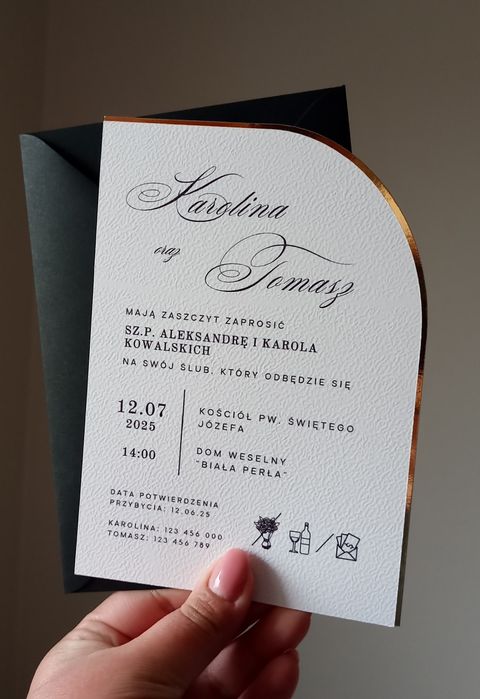 Karolina
oraz
Tomasz
MAJĄ ZASZCZYT ZAPROSIĆ
SZ.P. ALEKSANDRĘ I KAROLA
KOWALSKICH
NA SWÓJ ŚLUB, KTÓRY ODBĘDZIE SIĘ
12.07
2025
14:00
KOŚCIÓŁ PW. ŚWIĘTEGO
JÓZEFA
DOM WESELNY
"BIAŁA PERŁA"
DATA POTWIERDZENIA
PRZYBYCIA: 12.06.25
KAROLINA: 123 456 000
TOMASZ: 123 456 789